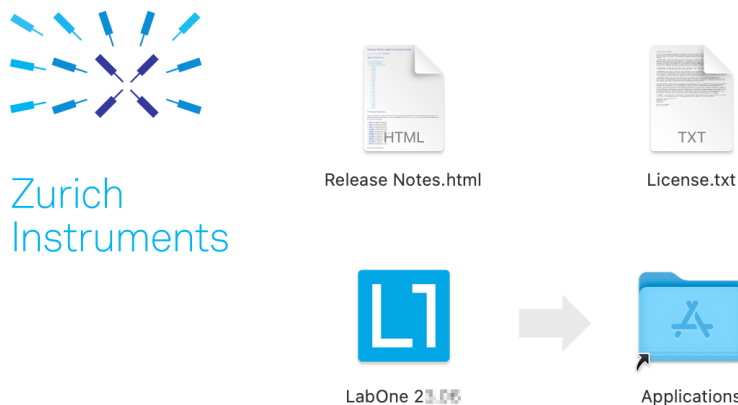 Zurich
Instruments
HTML
TXT
Release Notes.html
License.txt
L1
LabOne
Applications